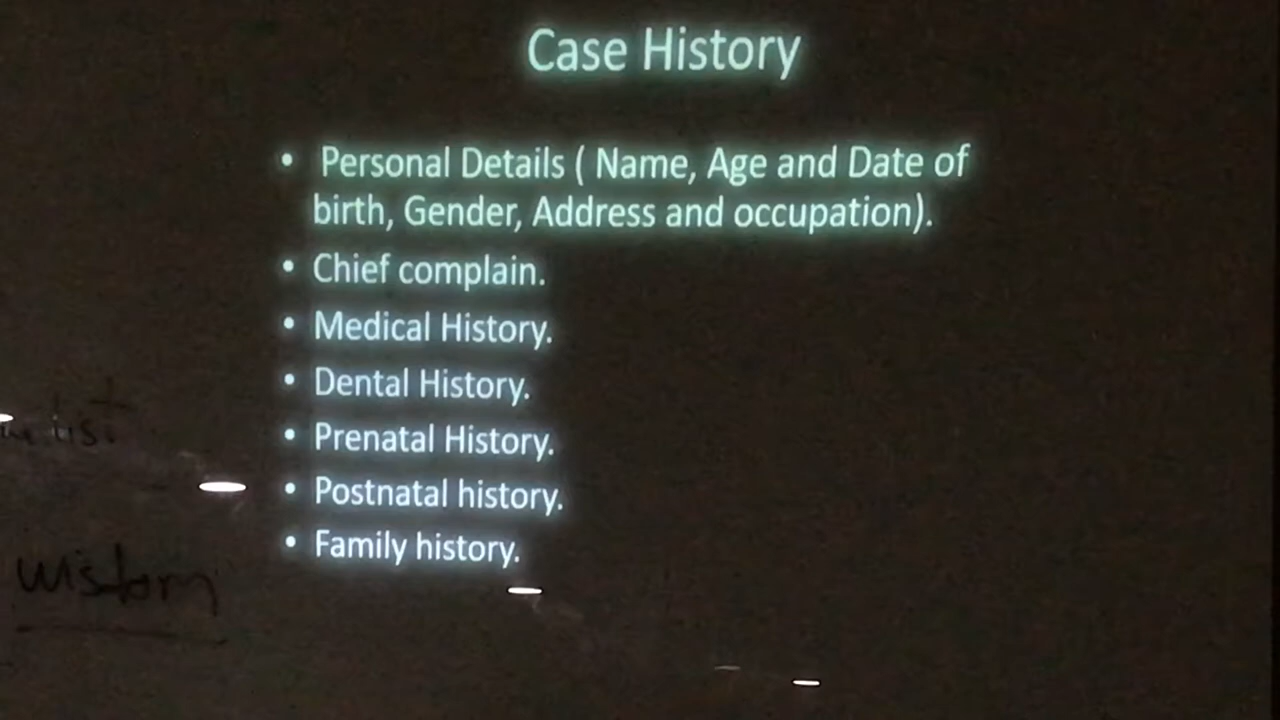 Case History
• Personal Details ( Name, Age and Date of
birth, Gender, Address and occupation).
• Chief complain.
• Medical History.
• Dental History.
• Prenatal History.
• Postnatal history.
• Family history.